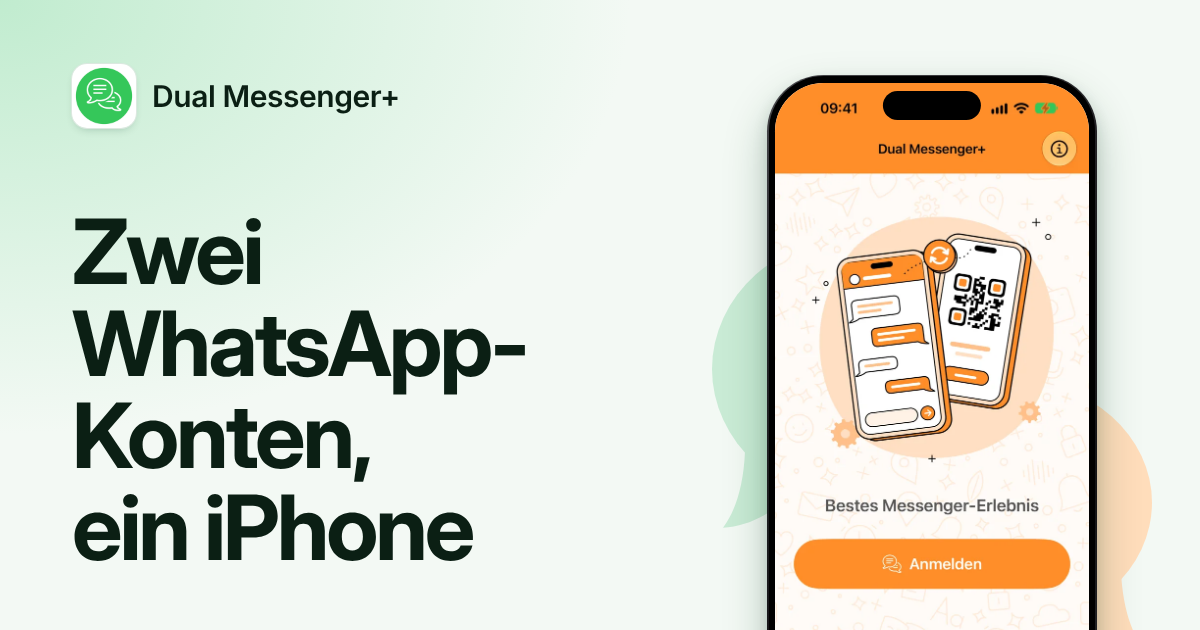 Dual Messenger+
Zwei
WhatsApp-
Konten,
ein iPhone
09:41
Dual Messenger+
Bestes Messenger-Erlebnis
Anmelden